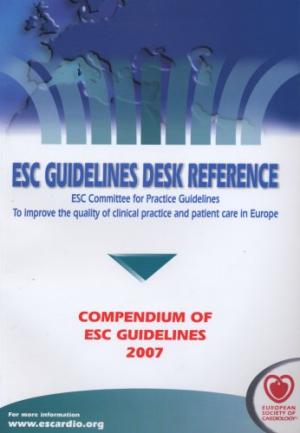 ESC GUIDELINES DESK REFERENCE
ESC Committee for Practice Guidelines
To improve the quality of clinical practice and patient care in Europe
COMPENDIUM OF
ESC GUIDELINES
2007
For more information
www.escardio.org
EUROPEAN
SOCIETY OF
CARDIOLOGY®